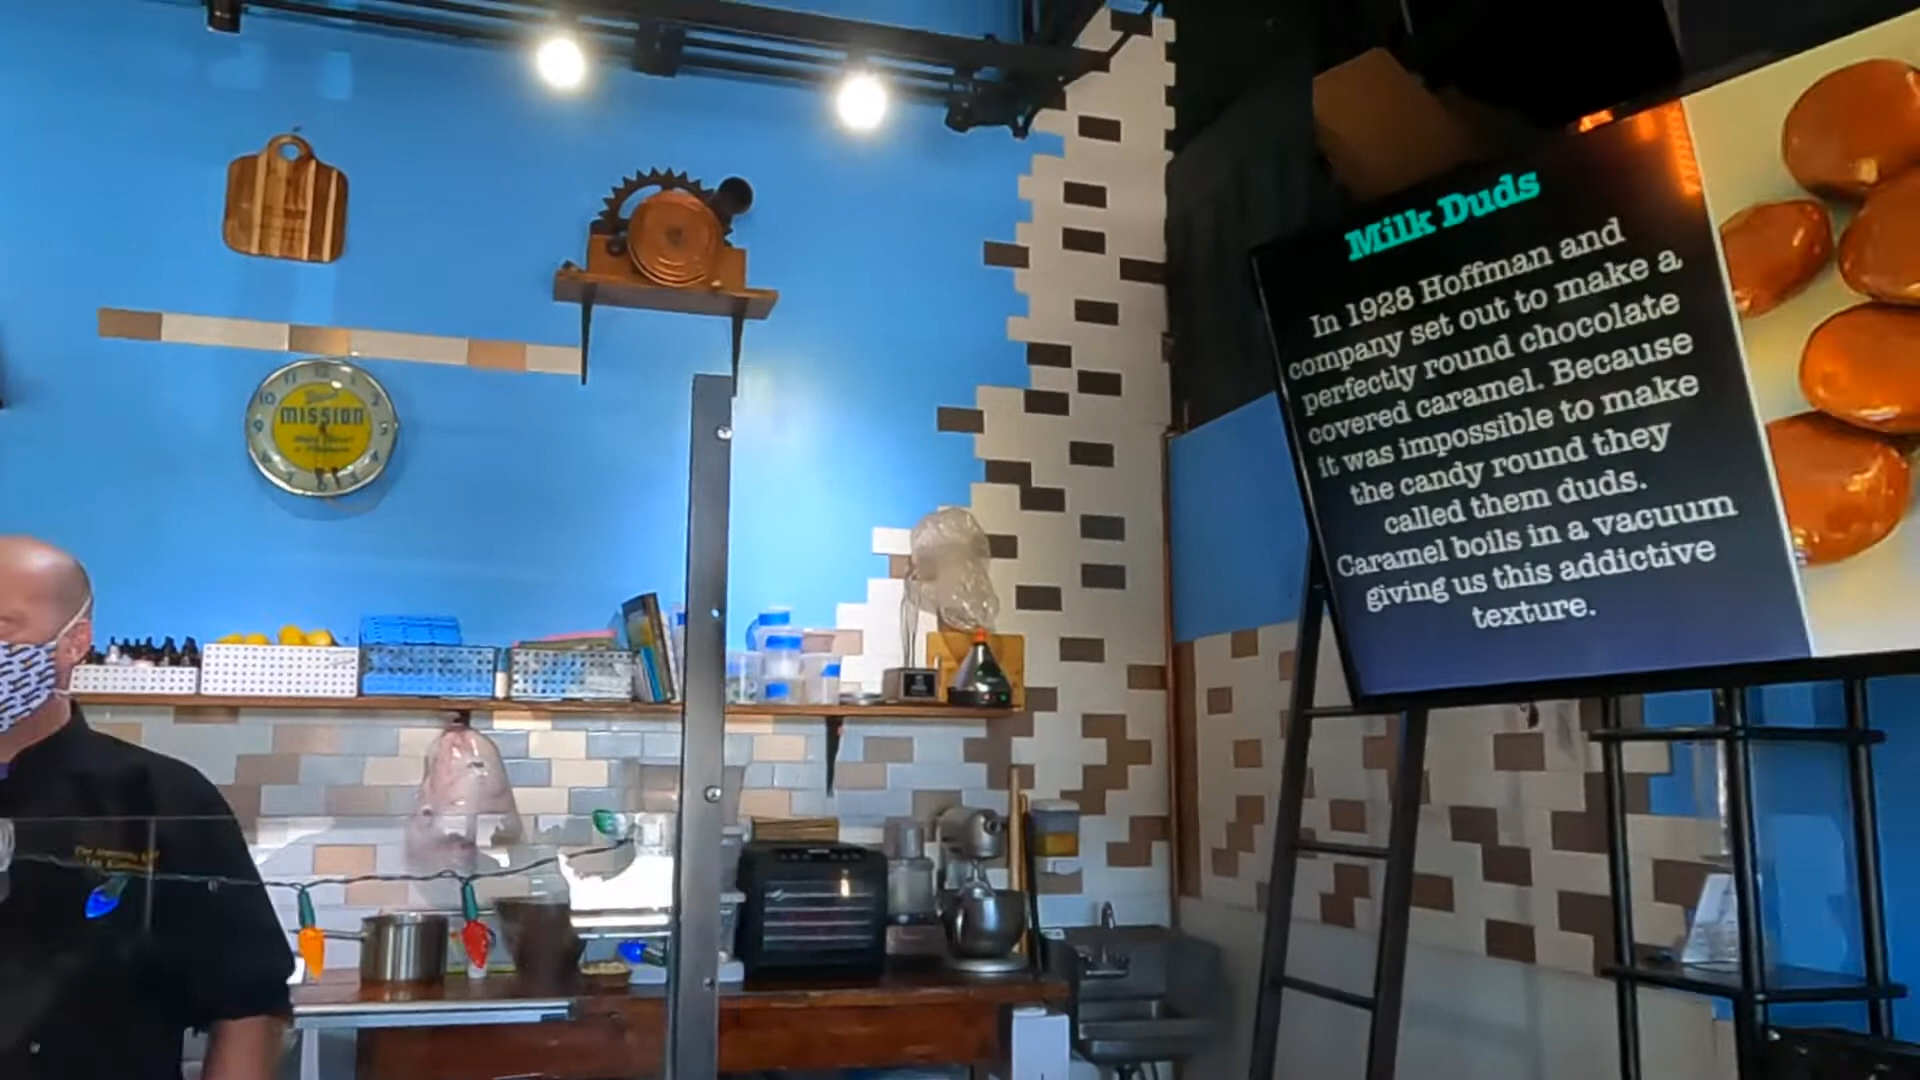 MISSION
Milk Duds
In 1928 Hoffman and
company set out to make a
perfectly round chocolate
covered caramel. Because
it was impossible to make
the candy round they
called them duds.
Caramel boils in a vacuum
giving us this addictive
texture.